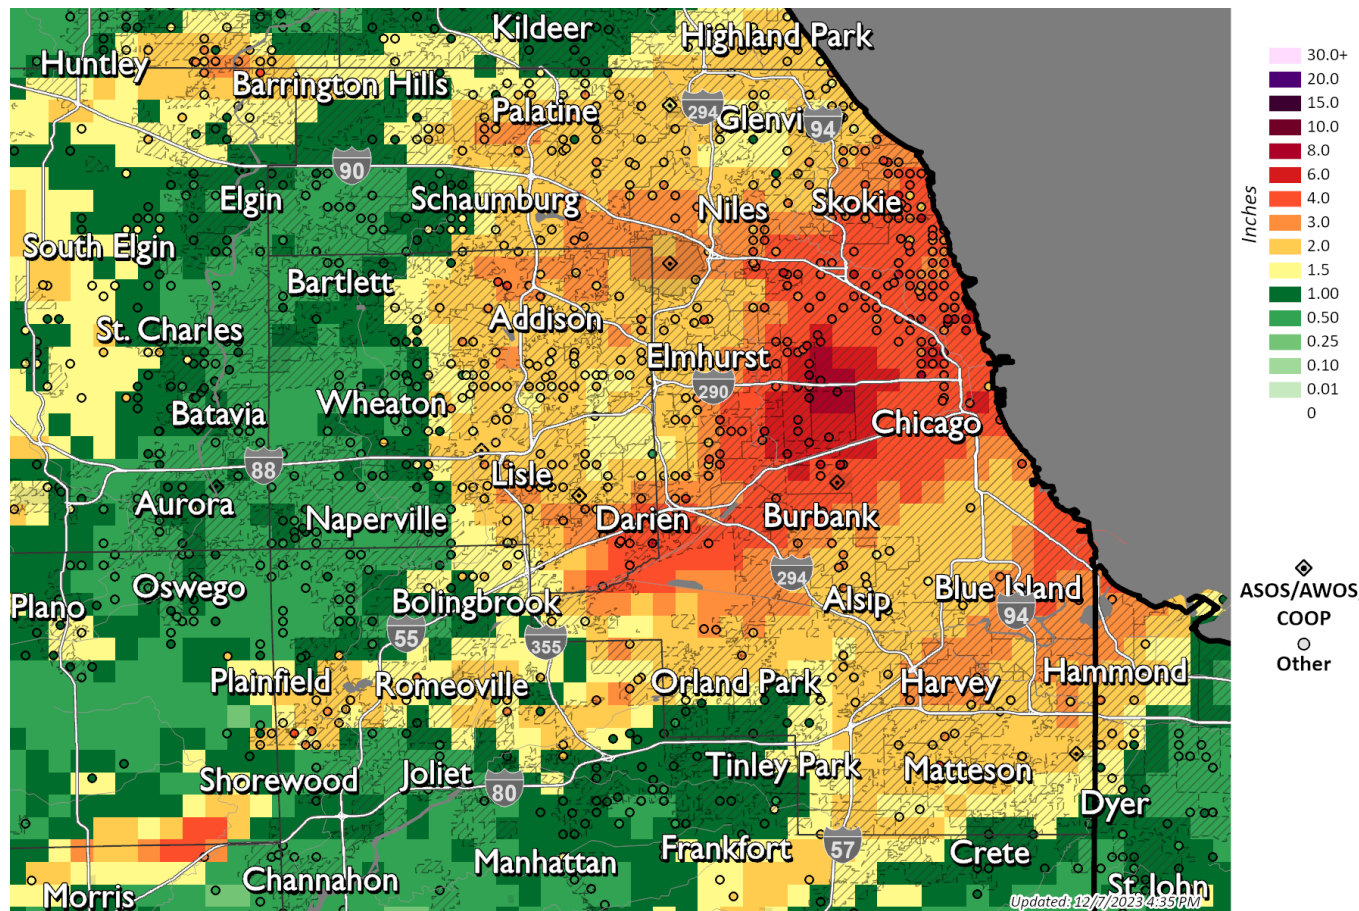 Kildeer
Highland Park
Huntley
Barrington Hills
Palatine
294
Glenvi
94
90
Elgin
Schaumburg
Niles
Skokie
South Elgin
Bartlett
St. Charles
Addison
Elmhurst
290
Batavia
Wheaton
Chicago
88
Lisle
Aurora
Naperville
Darien
Burbank
294
Oswego
Plano
Bolingbrook
Alsip
Blue Island
94
55
355
Plainfield
Romeoville
Orland Park
Harvey
Hammond
Shorewood
Joliet
80
Tinley Park
Matteson
Dyer
57
Manhattan
Frankfort
Crete
Channahon
Morris
St. John
Updated: 12/7/2023 4:35 PM
Inches
30.0+
20.0
15.0
10.0
8.0
6.0
4.0
3.0
2.0
1.5
1.00
0.50
0.25
0.10
0.01
0
ASOS/AWOS/
COOP
Other